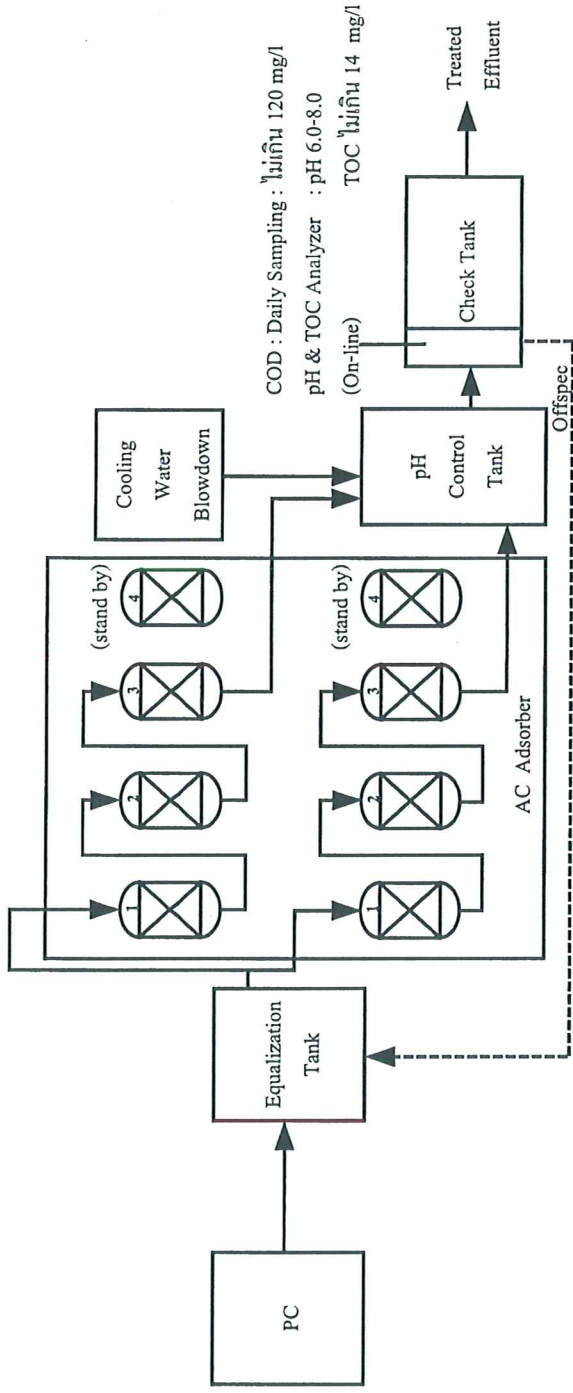 PC
Equalization
Tank
1
2
3
4
(stand by)
1
2
3
4
(stand by)
AC Adsorber
Cooling
Water
Blowdown
pH
Control
Tank
COD : Daily Sampling : ไม่เกิน 120 mg/l
pH & TOC Analyzer : pH 6.0-8.0
(On-line) TOC ไม่เกิน 14 mg/l
Check Tank
Offspec
Treated
Effluent